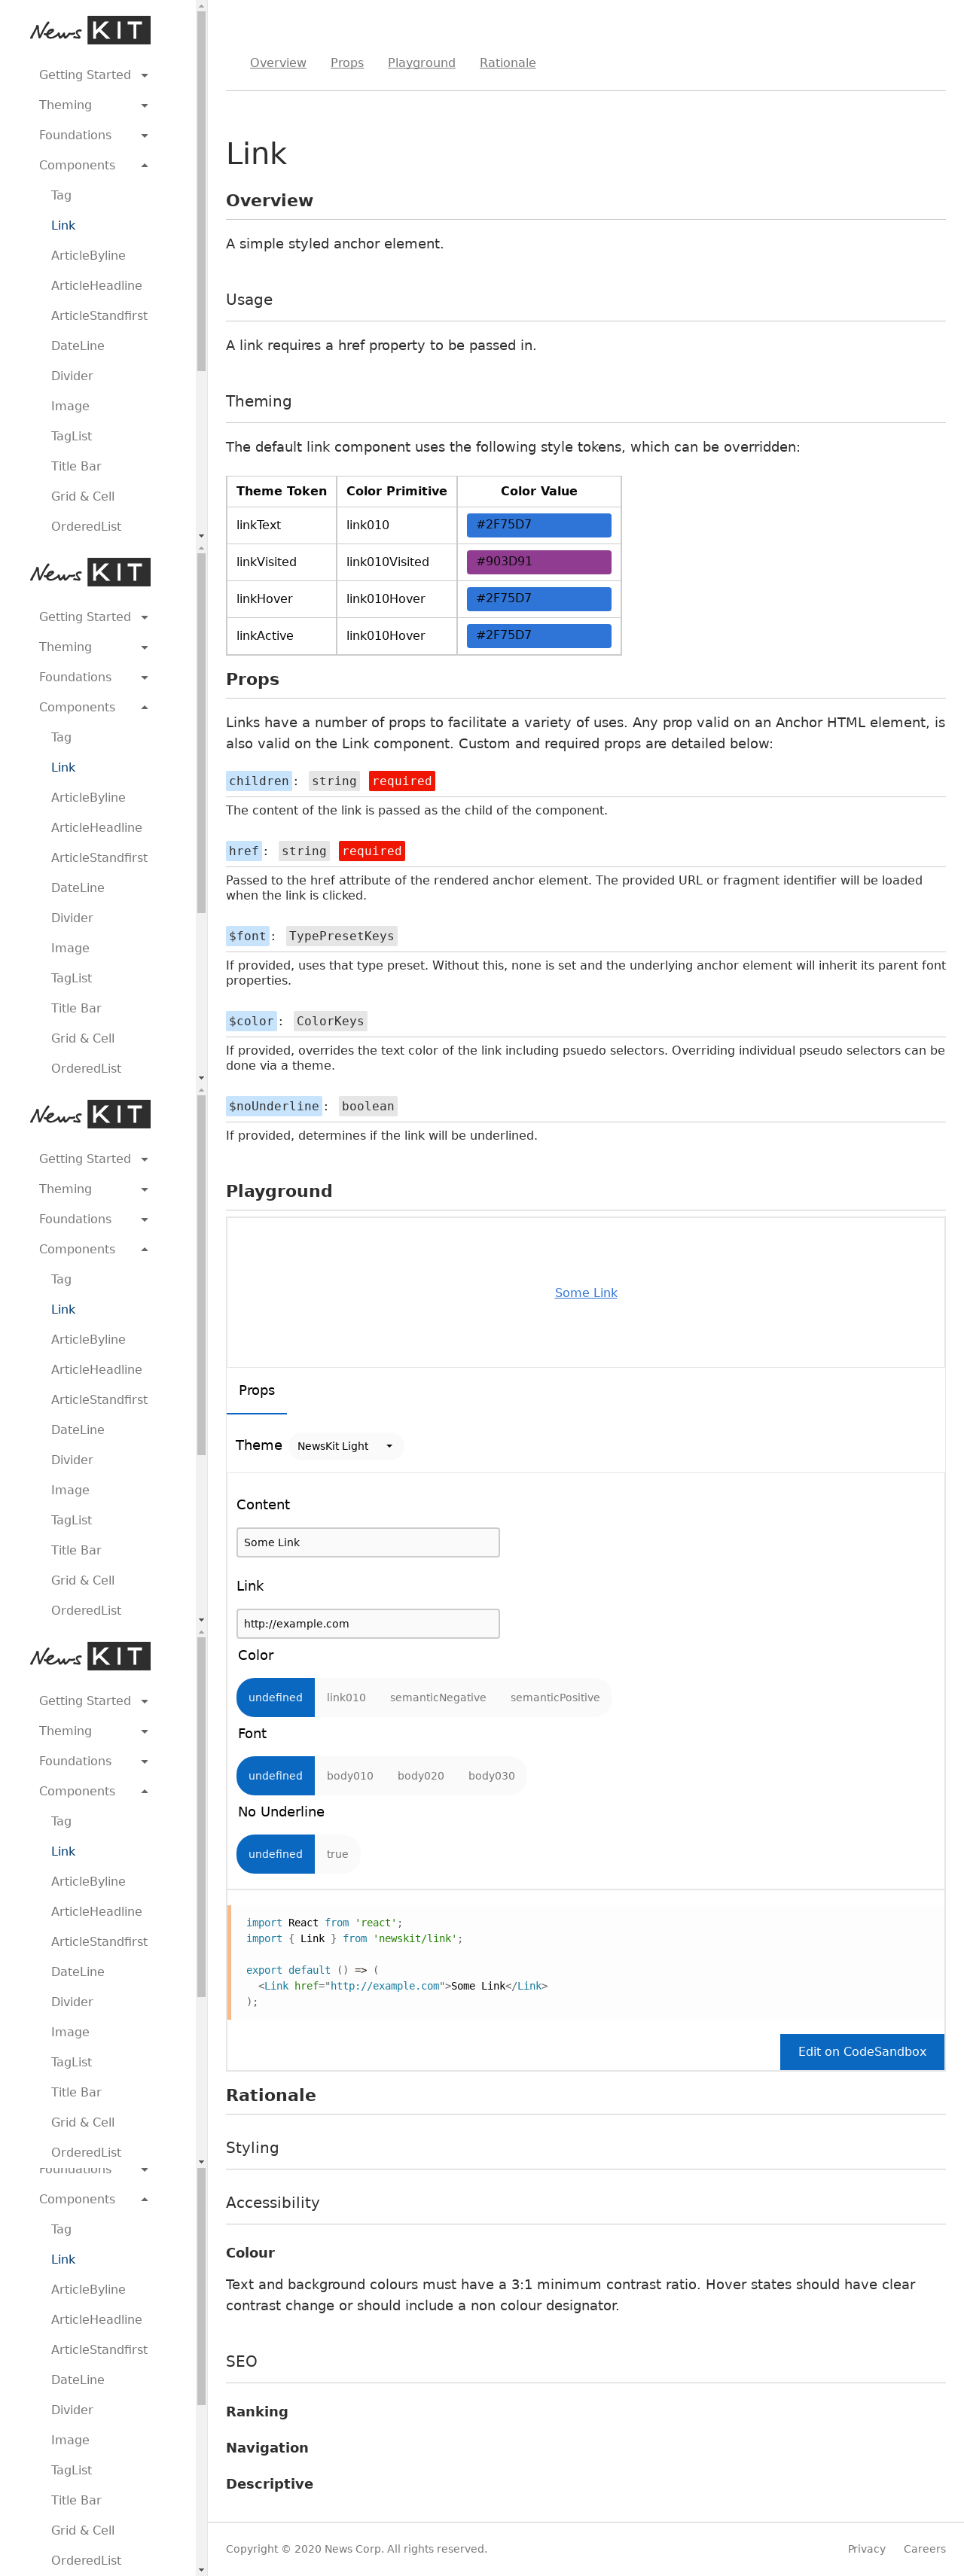 News KIT
Getting Started
Theming
Foundations
Components
Tag
Link
ArticleByline
ArticleHeadline
ArticleStandfirst
DateLine
Divider
Image
TagList
Title Bar
Grid & Cell
OrderedList
News KIT
Getting Started
Theming
Foundations
Components
Tag
Link
ArticleByline
ArticleHeadline
ArticleStandfirst
DateLine
Divider
Image
TagList
Title Bar
Grid & Cell
OrderedList
News KIT
Getting Started
Theming
Foundations
Components
Tag
Link
ArticleByline
ArticleHeadline
ArticleStandfirst
DateLine
Divider
Image
TagList
Title Bar
Grid & Cell
OrderedList
News KIT
Getting Started
Theming
Foundations
Components
Tag
Link
ArticleByline
ArticleHeadline
ArticleStandfirst
DateLine
Divider
Image
TagList
Title Bar
Grid & Cell
OrderedList
Foundations
Components
Tag
Link
ArticleByline
ArticleHeadline
ArticleStandfirst
DateLine
Divider
Image
TagList
Title Bar
Grid & Cell
OrderedList
Overview Props Playground Rationale
Link
Overview
A simple styled anchor element.
Usage
A link requires a href property to be passed in.
Theming
The default link component uses the following style tokens, which can be overridden:
Theme Token Color Primitive Color Value
linkText link010 #2F75D7
linkVisited link010Visited #903D91
linkHover link010Hover #2F75D7
linkActive link010Hover #2F75D7
Props
Links have a number of props to facilitate a variety of uses. Any prop valid on an Anchor HTML element, is
also valid on the Link component. Custom and required props are detailed below:
children: string required
The content of the link is passed as the child of the component.
href: string required
Passed to the href attribute of the rendered anchor element. The provided URL or fragment identifier will be loaded
when the link is clicked.
$font: TypePresetKeys
If provided, uses that type preset. Without this, none is set and the underlying anchor element will inherit its parent font
properties.
$color: ColorKeys
If provided, overrides the text color of the link including psuedo selectors. Overriding individual pseudo selectors can be
done via a theme.
$noUnderline: boolean
If provided, determines if the link will be underlined.
Playground
Some Link
Props
Theme NewsKit Light
Content
Some Link
Link
http://example.com
Color
undefined link010 semanticNegative semanticPositive
Font
undefined body010 body020 body030
No Underline
undefined true
import React from 'react';
import { Link } from 'newskit/link';
export default () => (
<Link href="http://example.com">Some Link</Link>
);
Edit on CodeSandbox
Rationale
Styling
Accessibility
Colour
Text and background colours must have a 3:1 minimum contrast ratio. Hover states should have clear
contrast change or should include a non colour designator.
SEO
Ranking
Navigation
Descriptive
Copyright © 2020 News Corp. All rights reserved. Privacy Careers